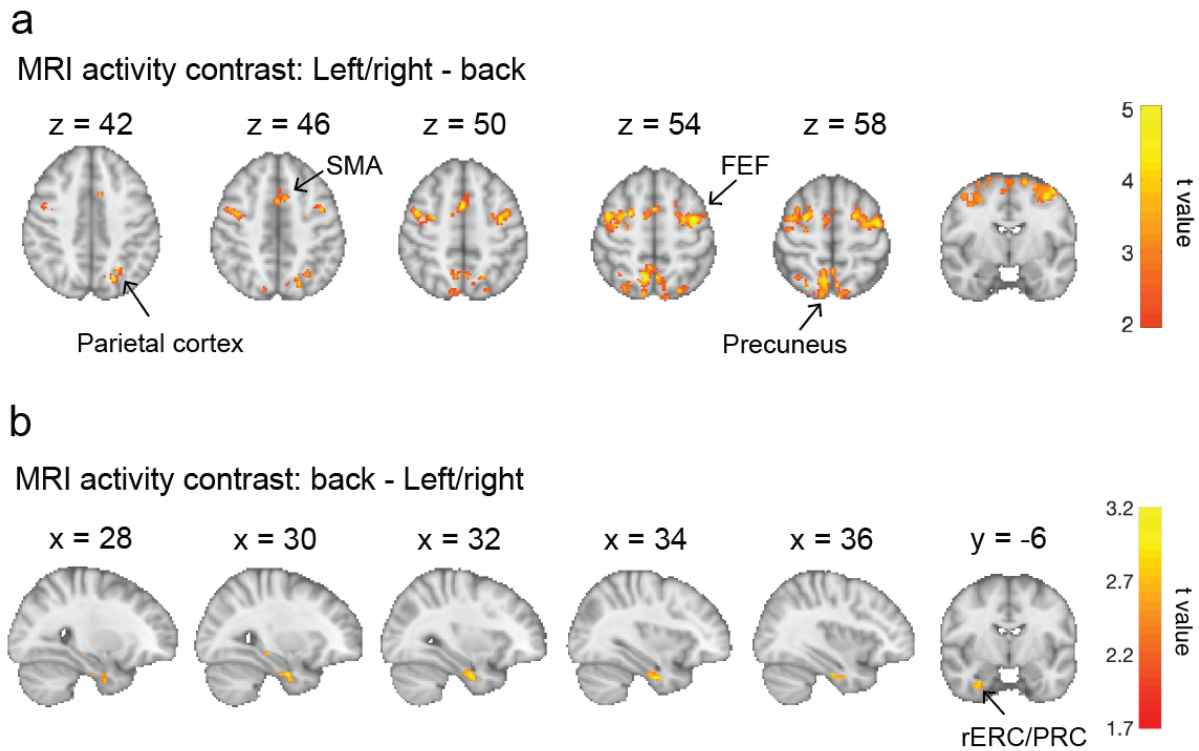 a
MRI activity contrast: Left/right - back
z = 42 z = 46 z = 50 z = 54 z = 58
SMA
FEF
Parietal cortex
Precuneus
5
4
3
2
t value
b
MRI activity contrast: back - Left/right
x = 28 x = 30 x = 32 x = 34 x = 36 y = -6
rERC/PRC
3.2
2.7
2.2
1.7
t value